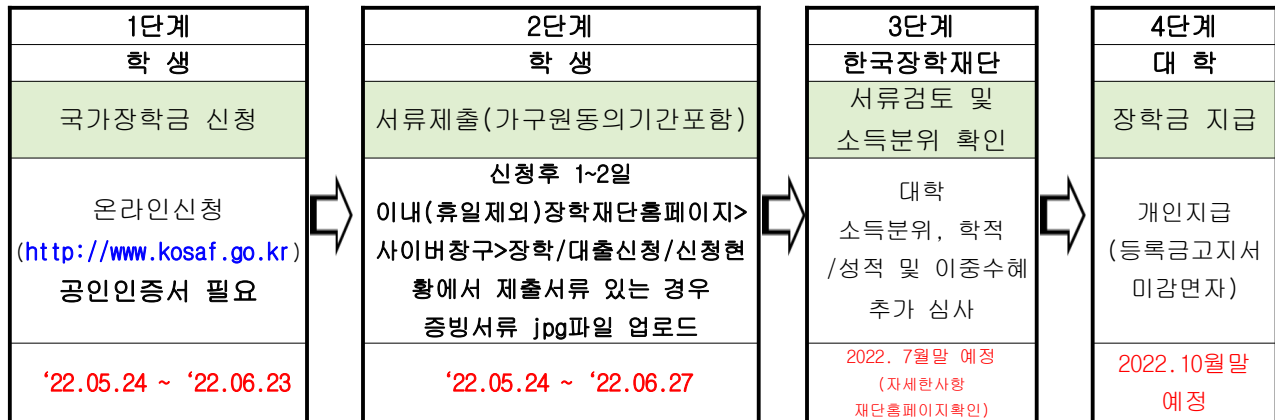 1단계
학 생
국가장학금 신청
온라인신청
(http://www.kosaf.go.kr)
공인인증서 필요
‘22.05.24 ~ ‘22.06.23
2단계
학 생
서류제출(가구원동의기간포함)
신청후 1~2일
이내(휴일제외)장학재단홈페이지>
사이버창구>장학/대출신청/신청현
황에서 제출서류 있는 경우
증빙서류 jpg파일 업로드
‘22.05.24 ~ ‘22.06.27
3단계
한국장학재단
서류검토 및
소득분위 확인
대학
소득분위, 학적
/성적 및 이중수혜
추가 심사
2022. 7월말 예정
(자세한사항
재단홈페이지확인)
4단계
대 학
장학금 지급
개인지급
(등록금고지서
미감면자)
2022.10월말
예정